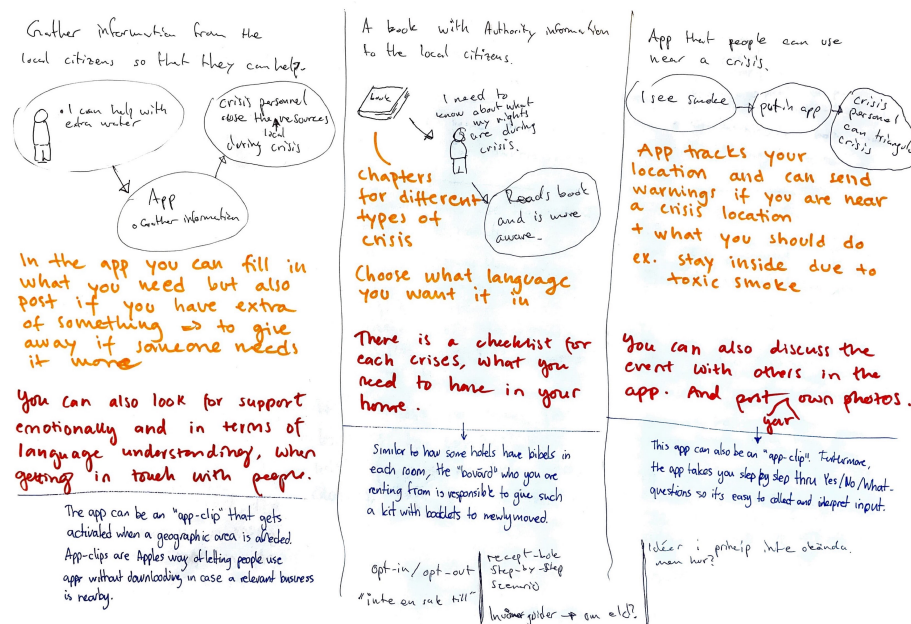 Gather information from the
local citizens so that they can help.
• I can help with
extra water
Crisis personel
use the resources
local
during crisis
App
• Gather information
In the app you can fill in
what you need but also
post if you have extra
of something => to give
away if someone needs
it more
You can also look for support
emotionally and in terms of
language understanding, when
getting in touch with people.
The app can be an "app-clip" that gets
activated when a geographic area is
App-clips are Apples way of letting people use
apps without downloading in case a relevant business
is nearby.
A book with Authority information
to the local citizens.
book
I need to
know about what
my rights
are during
crisis.
chapters
for different
types of
crisis
Reads book
and is more
aware.
Choose what language
you want it in
There is a checklist for
each crises, what you
need to have in your
home.
Similar to how some hotels have bibels in
each room, the "bovärd" who you are
renting from is responsible to give such
a kit with booklets to newlymoved.
opt-in/opt-out
"inte en sak till"
recept-bok
Step-by-Step
Scenario
om eld?
App that people can use
near a crisis.
I see smoke
put in app
Crisis
personal
can triangul
crisis
App tracks your
location and can send
warnings if you are near
a crisis location
+ what you should do
ex. stay inside due to
toxic smoke
You can also discuss the
event with others in the
app. And post own photos.
your
This app can also be an "app-clip". Furthermore,
the app takes you step by step thru Yes/No/What-
questions so its easy to collect and interpret input.
Idéer i princip inte okända.
men hur?